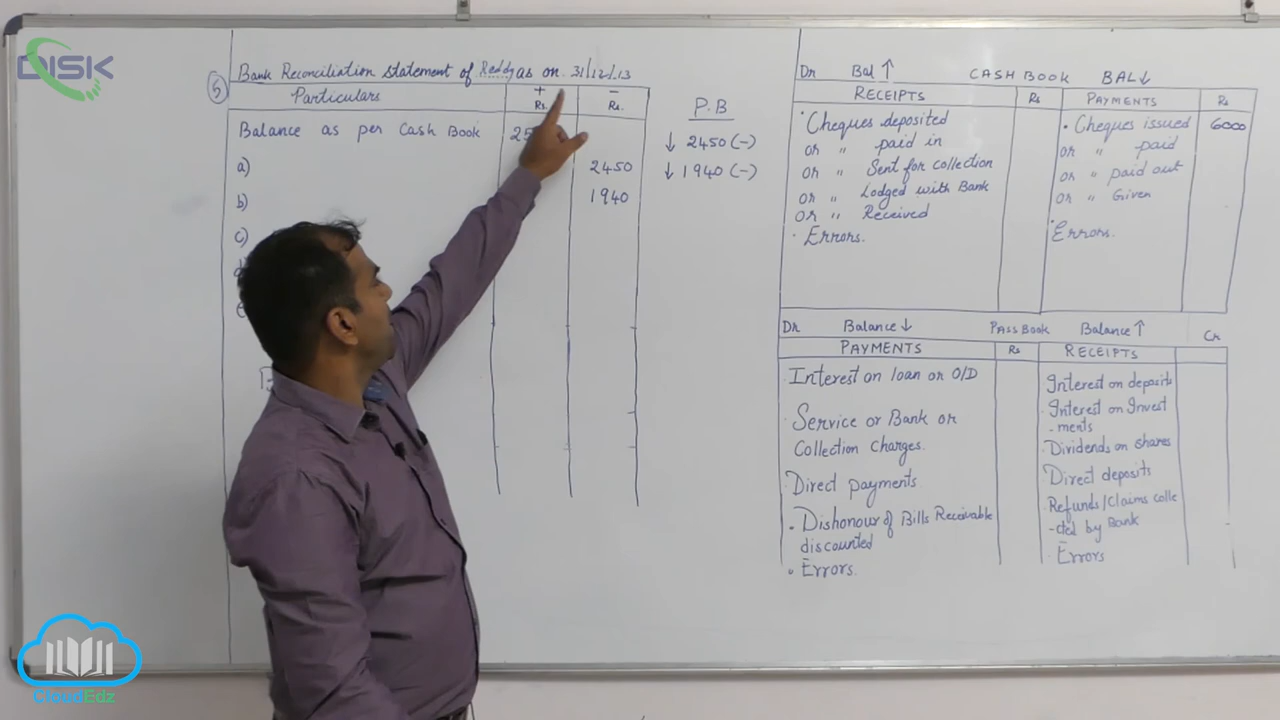 DISK
5
Bank Reconciliation Statement of Reddy as on 31/12/13
Particulars + Rs. - Rs.
Balance as per Cash Book
a) 2450
b) 1940
c)
P.B
↓ 2450 (-)
↓ 1940 (-)
Dr Bal ↑ CASH BOOK BAL ↓
RECEIPTS Rs PAYMENTS Rs
· Cheques deposited
or " paid in
or " Sent for collection
or " Lodged with Bank
or " Received
· Errors.
· Cheques issued 6000
or " paid
or " paid out
or " Given
· Errors.
Dr Balance ↓ PASS BOOK Balance ↑ Cr
PAYMENTS Rs RECEIPTS
· Interest on loan or O/D
· Service or Bank or
Collection Charges.
· Direct payments.
· Dishonour of Bills Receivable
discounted
· Errors.
· Interest on deposits
· Interest on Invest
-ments
· Dividends on shares
· Direct deposits
· Refunds/Claims colle
-cted by Bank
· Errors
CloudEdz